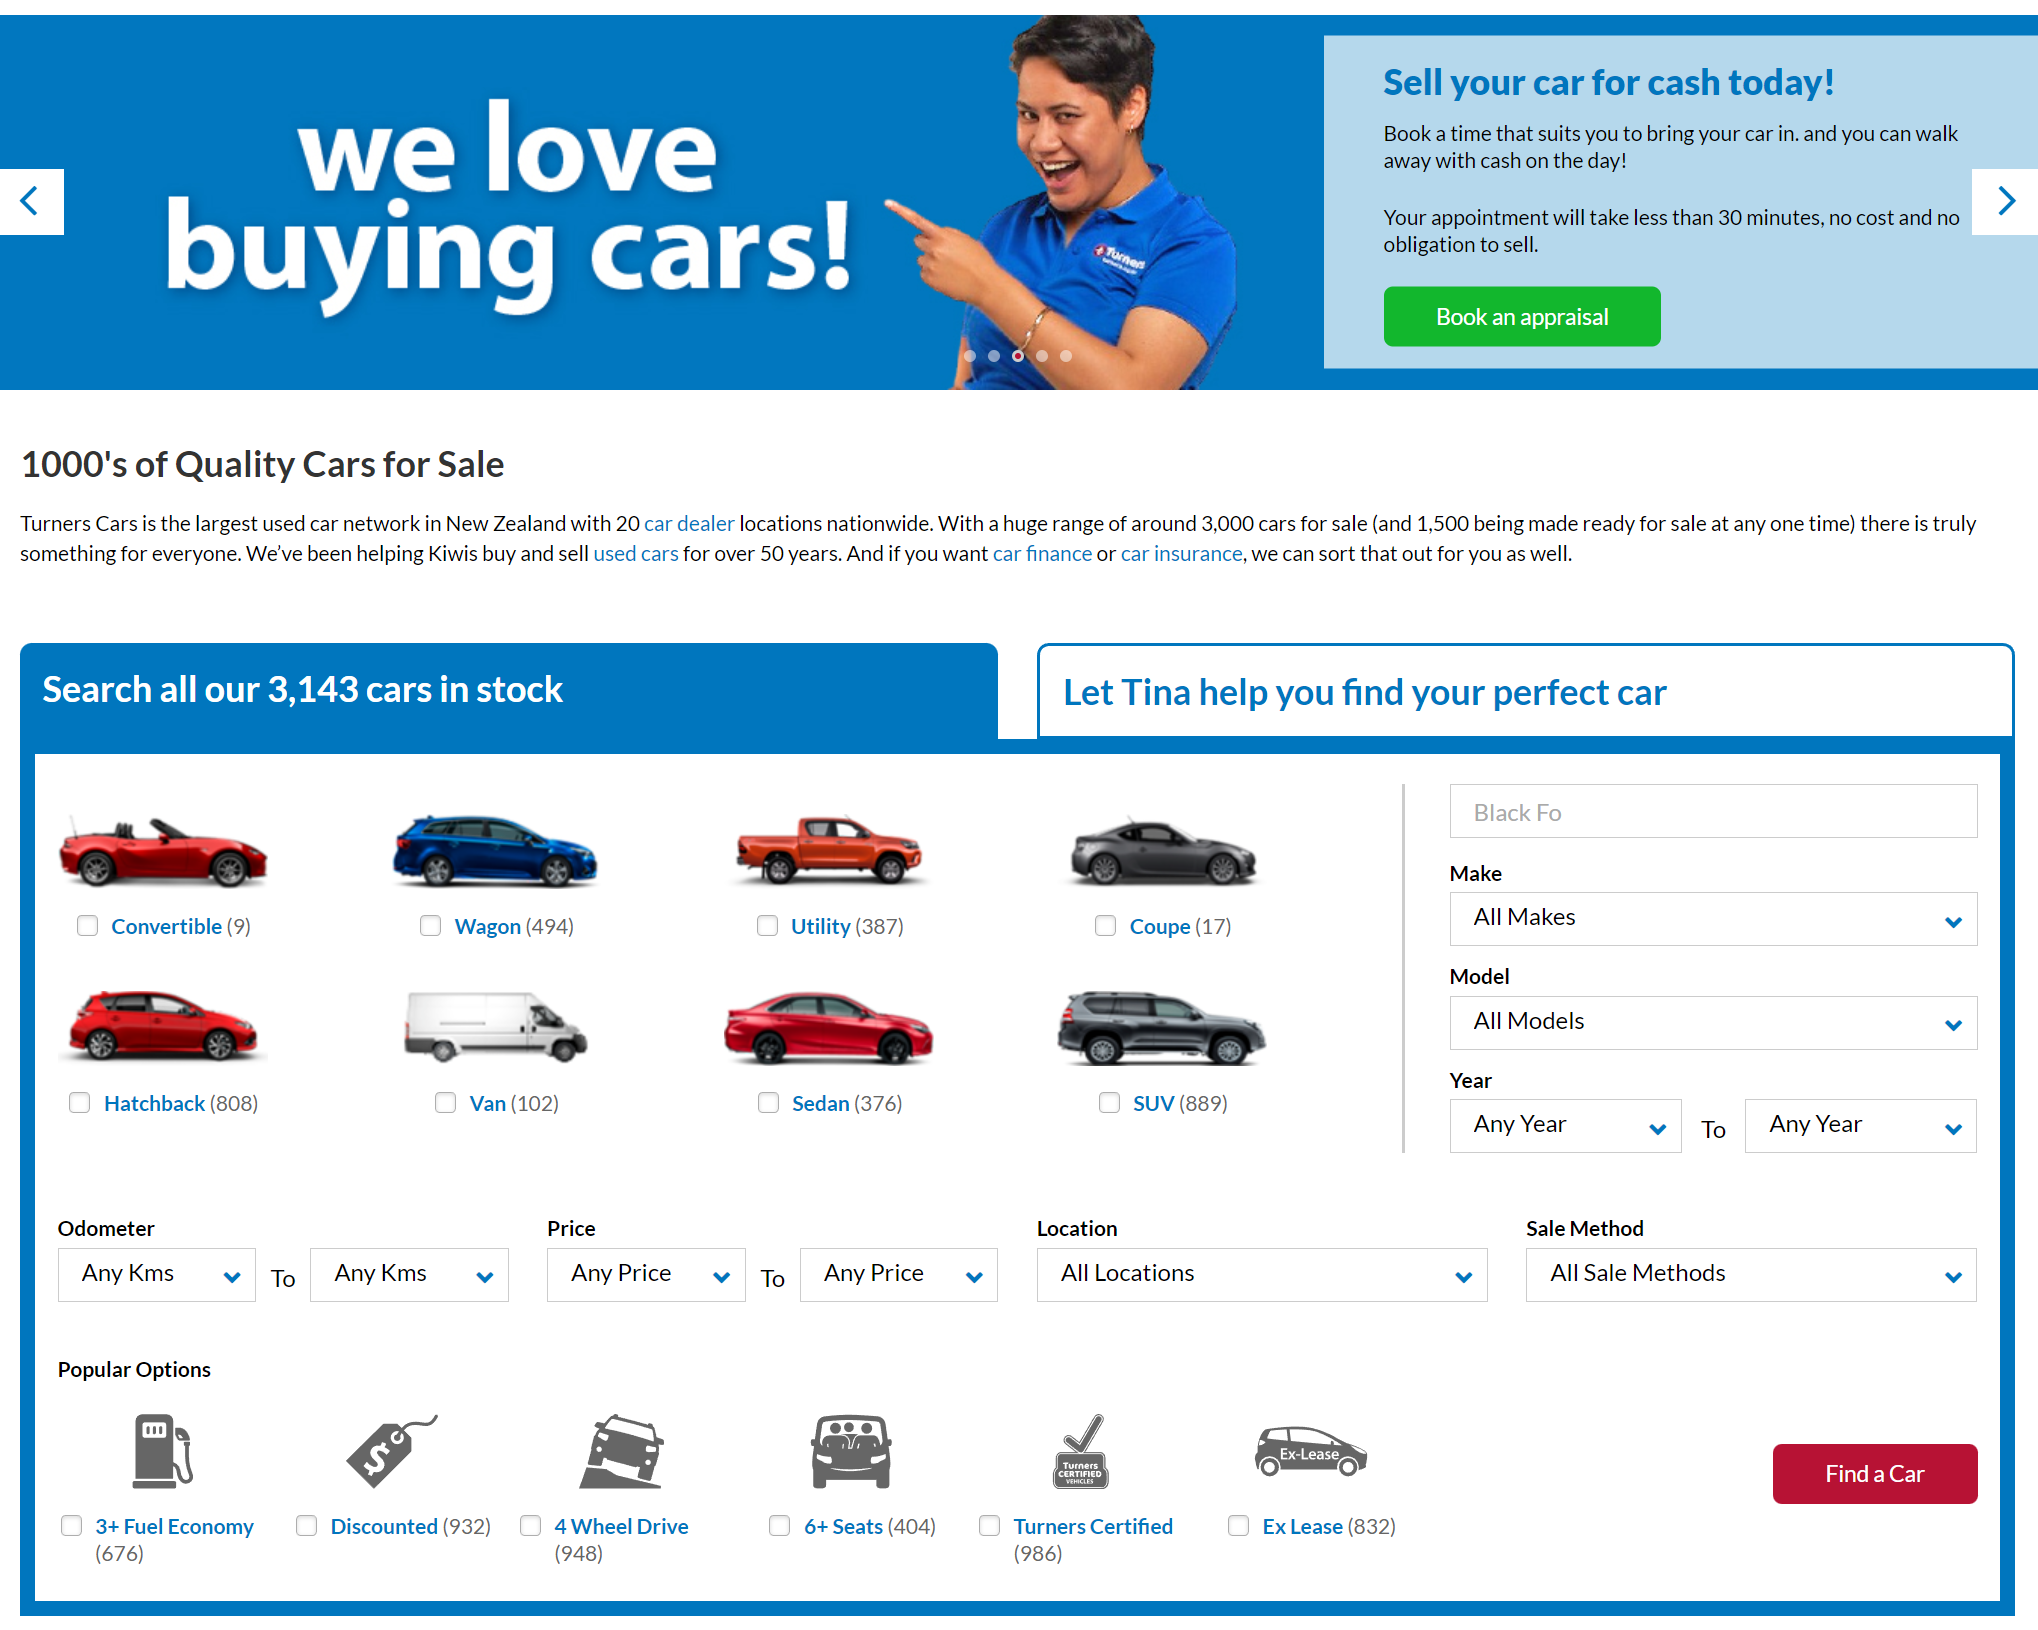 we love
buying cars!
Turners
Sell your car for cash today!
Book a time that suits you to bring your car in. and you can walk
away with cash on the day!
Your appointment will take less than 30 minutes, no cost and no
obligation to sell.
Book an appraisal
1000's of Quality Cars for Sale
Turners Cars is the largest used car network in New Zealand with 20 car dealer locations nationwide. With a huge range of around 3,000 cars for sale (and 1,500 being made ready for sale at any one time) there is truly
something for everyone. We’ve been helping Kiwis buy and sell used cars for over 50 years. And if you want car finance or car insurance, we can sort that out for you as well.
Search all our 3,143 cars in stock
Let Tina help you find your perfect car
Convertible (9)
Wagon (494)
Utility (387)
Coupe (17)
Hatchback (808)
Van (102)
Sedan (376)
SUV (889)
Black Fo
Make
All Makes
Model
All Models
Year
Any Year To Any Year
Odometer
Any Kms To Any Kms
Price
Any Price To Any Price
Location
All Locations
Sale Method
All Sale Methods
Popular Options
Turners
CERTIFIED
VEHICLES
Ex-Lease
3+ Fuel Economy
(676)
Discounted (932)
4 Wheel Drive
(948)
6+ Seats (404)
Turners Certified
(986)
Ex Lease (832)
Find a Car